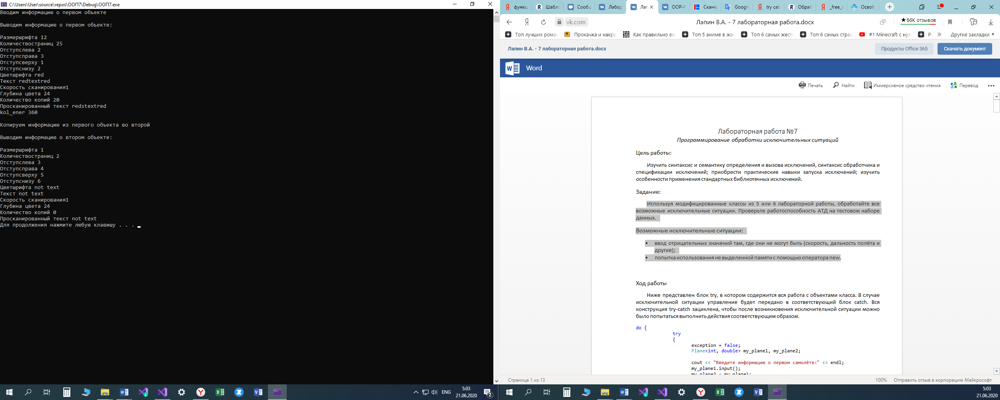 C:\Users\User\source\repos\ООП7\Debug\ООП7.exe
Вводим информацию о первом объекте
Выводим информацию о первом объекте:
Размершрифта 12
Количествостраниц 25
Отступслева 2
Отступсправа 3
Отступсверху 1
Отступснизу 2
Цветшрифта red
Текст redtextred
Скорость сканирования1
Глубина цвета 24
Количество копий 20
Просканированный текст redstextred
kol_ener 360
Копируем информацию из первого объекта во второй
Выводим информацию о втором объекте:
Размершрифта 1
Количествостраниц 2
Отступслева 3
Отступсправа 4
Отступсверху 5
Отступснизу 6
Цветшрифта not text
Текст not text
Скорость сканирования1
Глубина цвета 24
Количество копий 0
Просканированный текст not text
Для продолжения нажмите любую клавишу . . .
ENG
5:03
21.06.2020
2
функц Шабло Сообщ Лабор Лап OOP-P Сканер Google try cat Обраб _free_d Освоб
vk.com Лапин В.А. - 7 лабораторная работа.docx ★66K отзывов
Топ лучших рома Прокачка и накру Как правильно во Топ 5 аниме в жан Топ 6 самых жест Топ 6 самых стра #1 Minecraft с нул Другие закладки
Лапин В.А. - 7 лабораторная работа.docx Продукты Office 365 Скачать документ
Word
Печать Найти Иммерсивное средство чтения Перевод
Лабораторная работа №7
Программирование обработки исключительных ситуаций
Цель работы:
Изучить синтаксис и семантику определения и вызова исключений, синтаксис обработчика и
спецификации исключений; приобрести практические навыки запуска исключений; изучить
особенности применения стандартных библиотечных исключений.
Задание:
Используя модифицированные классы из 5 или 6 лабораторной работы, обработайте все
возможные исключительные ситуации. Проверьте работоспособность АТД на тестовом наборе
данных.
Возможные исключительные ситуации:
• ввод отрицательных значений там, где они не могут быть (скорость, дальность полёта и
другие);
• попытка использования не выделенной памяти с помощью оператора new.
Ход работы
Ниже представлен блок try, в котором содержится вся работа с объектами класса. В случае
исключительной ситуации управление будет передано в соответствующий блок catch. Вся
конструкция try-catch зациклена, чтобы после возникновения исключительной ситуации можно
было попытаться выполнить действия соответствующим образом.
do {
try
{
exception = false;
Plane<int, double> my_plane1, my_plane2;
cout << "Введите информацию о первом самолёте:" << endl;
my_plane1.input();
my_plane2 = my_plane1;
Страница 1 из 13 100% Отправить отзыв в корпорацию Майкрософт
5:03
21.06.2020